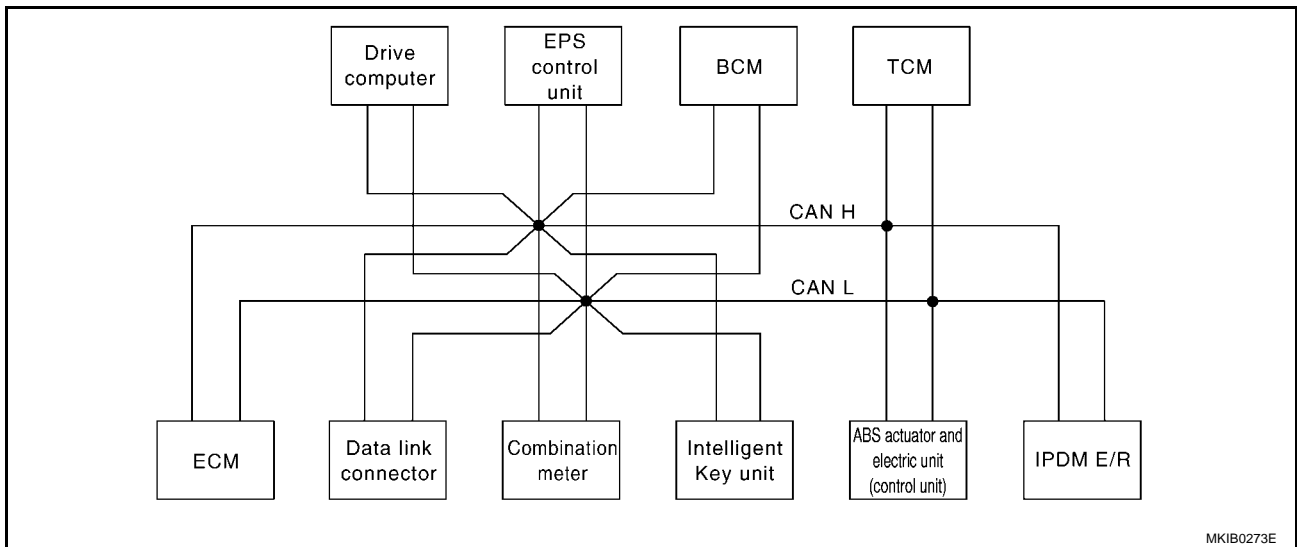 Drive
computer
EPS
control
unit
BCM
TCM
CAN H
CAN L
ECM
Data link
connector
Combination
meter
Intelligent
Key unit
ABS actuator and
electric unit
(control unit)
IPDM E/R
MKIB0273E